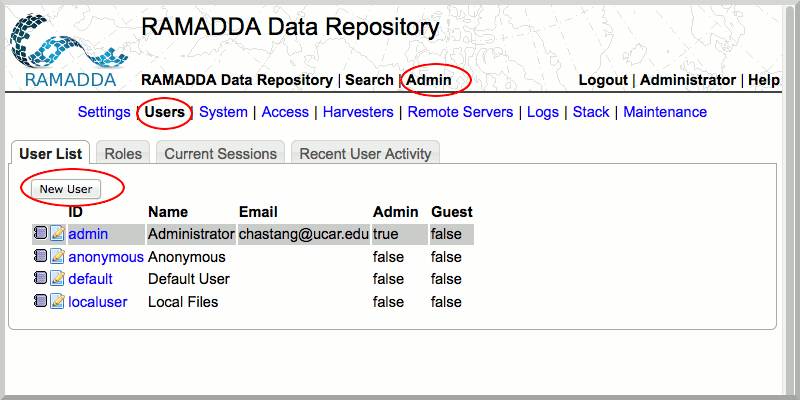 RAMADDA Data Repository
RAMADDA
RAMADDA Data Repository | Search | Admin
Logout | Administrator | Help
Settings | Users | System | Access | Harvesters | Remote Servers | Logs | Stack | Maintenance
User List Roles Current Sessions Recent User Activity
New User
ID Name Email Admin Guest
admin Administrator chastang@ucar.edu true false
anonymous Anonymous false false
default Default User false false
localuser Local Files false false